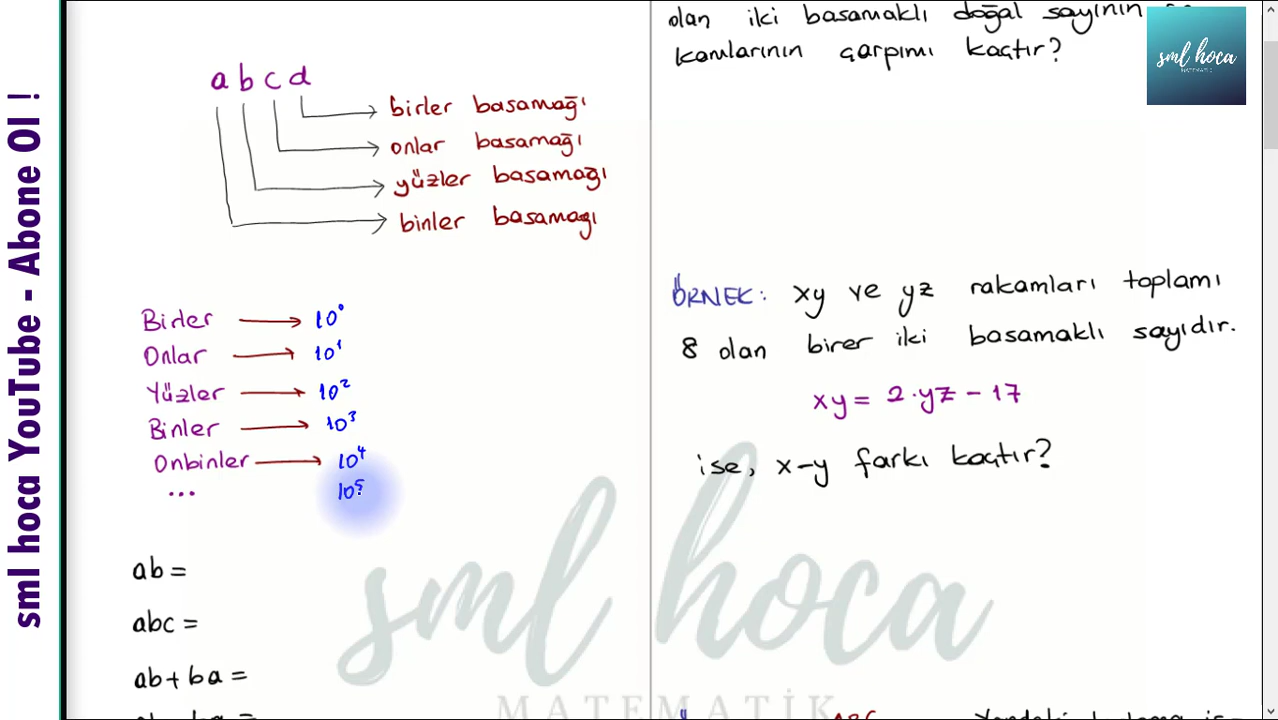 sml hoca YouTube - Abone Ol !
a b c d
birler basamağı
onlar basamağı
yüzler basamağı
binler basamagı
Birler → 10⁰
Onlar → 10¹
Yüzler → 10²
Binler → 10³
Onbinler → 10⁴
... 10⁵
ab =
abc =
ab + ba =
olan iki basamaklı doğal sayının
kamlarının çarpımı kaçtır?
sml hoca
MATEMATİK
ÖRNEK: xy ve yz rakamları toplamı
8 olan birer iki basamaklı sayıdır.
xy = 2·yz - 17
ise, x-y farkı kaçtır?
sml hoca
MATEMATİK
ABC